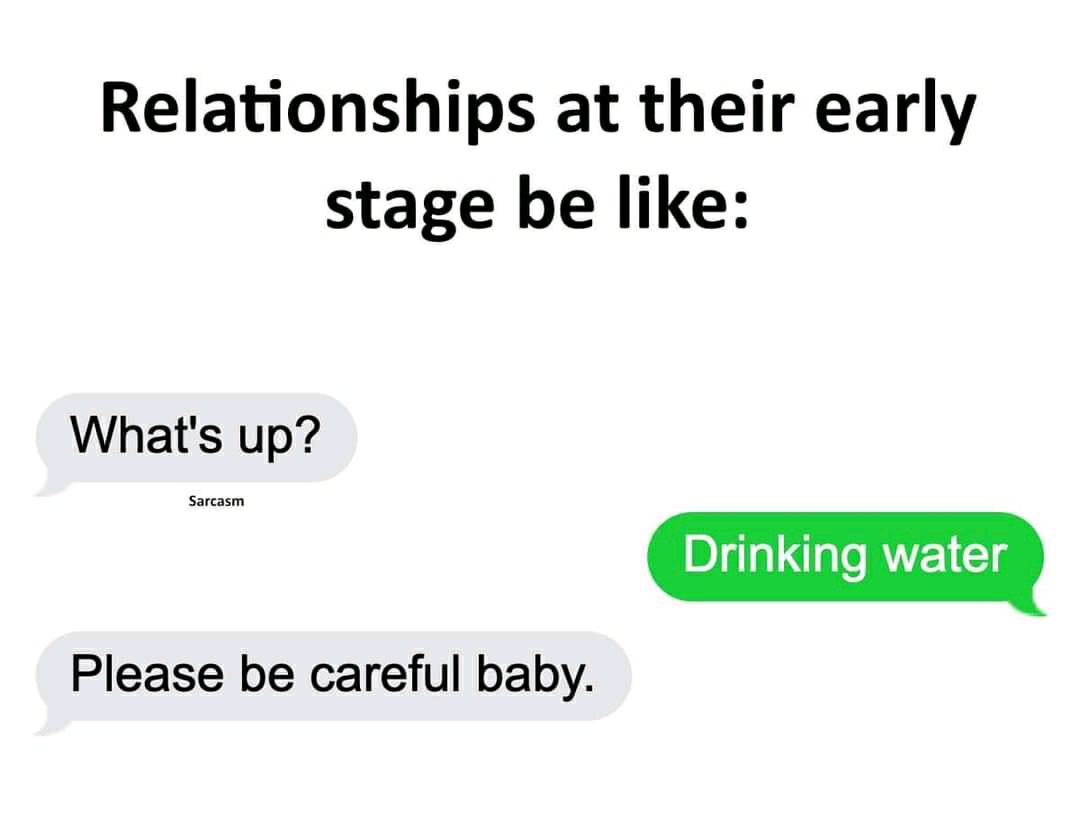 Relationships at their early
stage be like:
What's up?
Sarcasm
Drinking water
Please be careful baby.